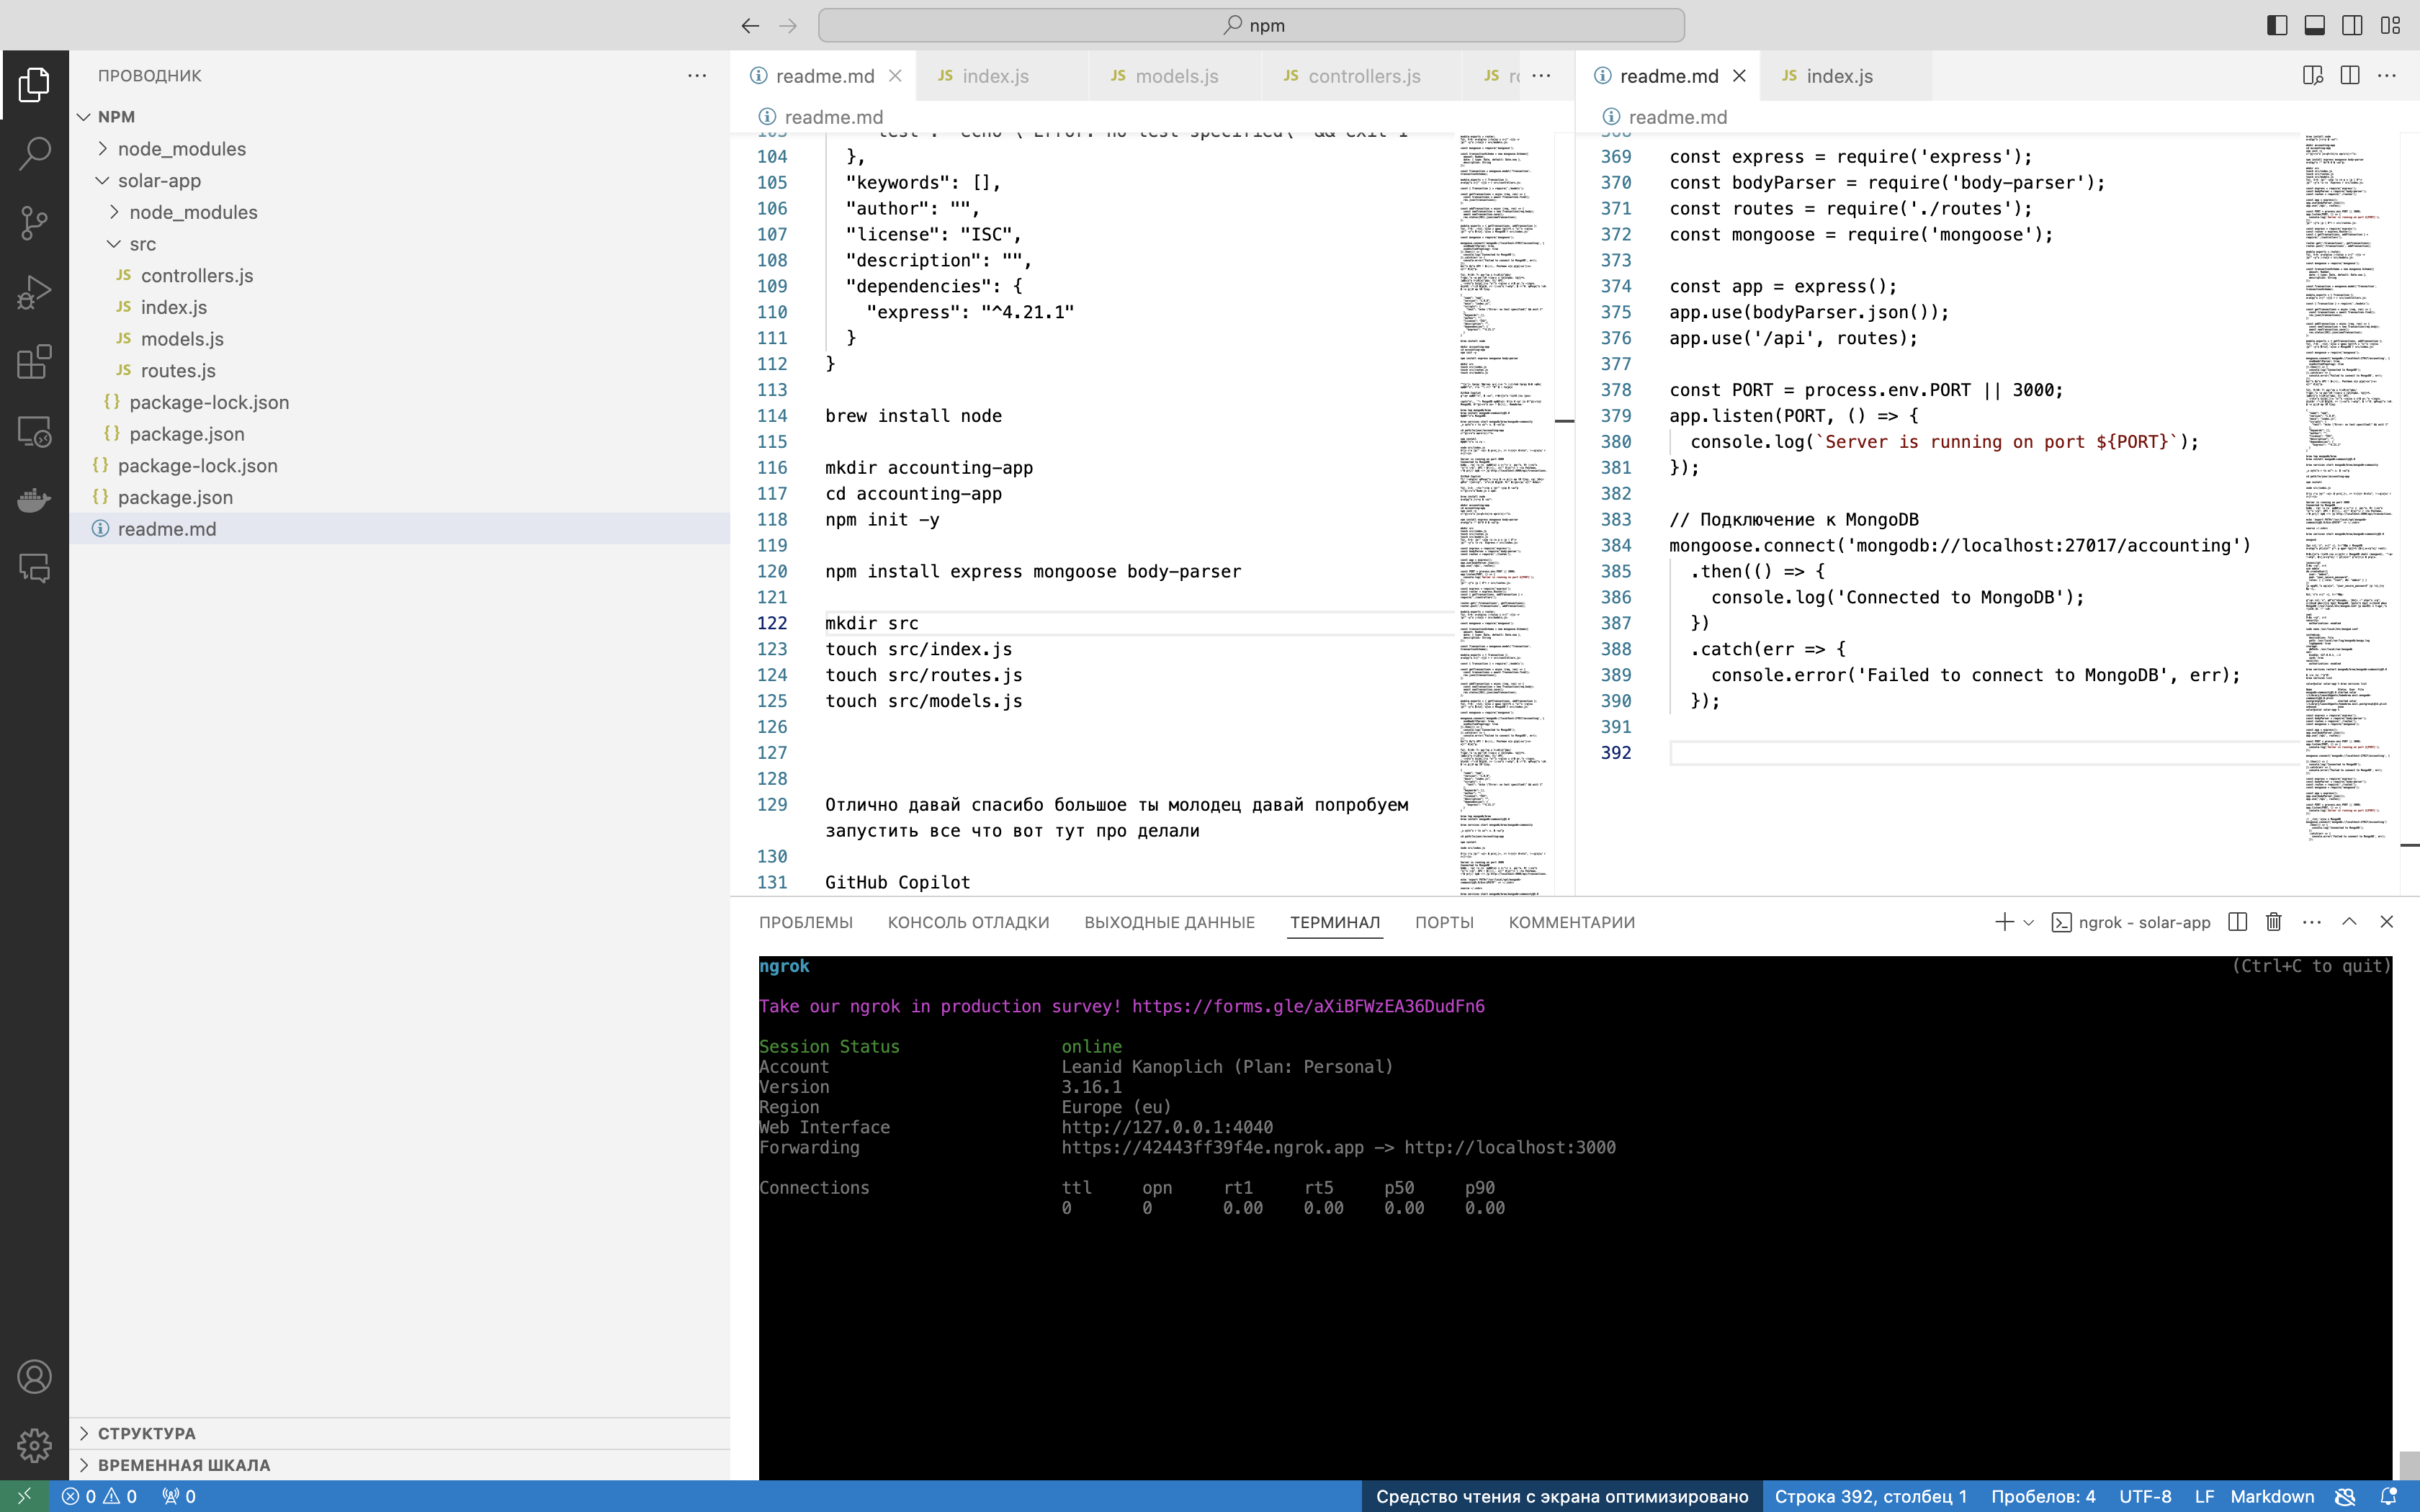 npm
ПРОВОДНИК
NPM
node_modules
solar-app
node_modules
src
JS controllers.js
JS index.js
JS models.js
JS routes.js
{} package-lock.json
{} package.json
{} package-lock.json
{} package.json
readme.md
СТРУКТУРА
ВРЕМЕННАЯ ШКАЛА
readme.md
JS index.js
JS models.js
JS controllers.js
JS
readme.md
104 },
105 "keywords": [],
106 "author": "",
107 "license": "ISC",
108 "description": "",
109 "dependencies": {
110 "express": "^4.21.1"
111 }
112 }
113
114 brew install node
115
116 mkdir accounting-app
117 cd accounting-app
118 npm init -y
119
120 npm install express mongoose body-parser
121
122 mkdir src
123 touch src/index.js
124 touch src/routes.js
125 touch src/models.js
126
127
128
129 Отлично давай спасибо большое ты молодец давай попробуем
запустить все что вот тут про делали
130
131 GitHub Copilot
readme.md
JS index.js
readme.md
369 const express = require('express');
370 const bodyParser = require('body-parser');
371 const routes = require('./routes');
372 const mongoose = require('mongoose');
373
374 const app = express();
375 app.use(bodyParser.json());
376 app.use('/api', routes);
377
378 const PORT = process.env.PORT || 3000;
379 app.listen(PORT, () => {
380 console.log(`Server is running on port ${PORT}`);
381 });
382
383 // Подключение к MongoDB
384 mongoose.connect('mongodb://localhost:27017/accounting')
385 .then(() => {
386 console.log('Connected to MongoDB');
387 })
388 .catch(err => {
389 console.error('Failed to connect to MongoDB', err);
390 });
391
392
ПРОБЛЕМЫ КОНСОЛЬ ОТЛАДКИ ВЫХОДНЫЕ ДАННЫЕ ТЕРМИНАЛ ПОРТЫ КОММЕНТАРИИ
ngrok - solar-app
ngrok (Ctrl+C to quit)
Take our ngrok in production survey! https://forms.gle/aXiBFWzEA36DudFn6
Session Status online
Account Leanid Kanoplich (Plan: Personal)
Version 3.16.1
Region Europe (eu)
Web Interface http://127.0.0.1:4040
Forwarding https://42443ff39f4e.ngrok.app -> http://localhost:3000
Connections ttl opn rt1 rt5 p50 p90
0 0 0.00 0.00 0.00 0.00
0 0 0 Средство чтения с экрана оптимизировано Строка 392, столбец 1 Пробелов: 4 UTF-8 LF Markdown